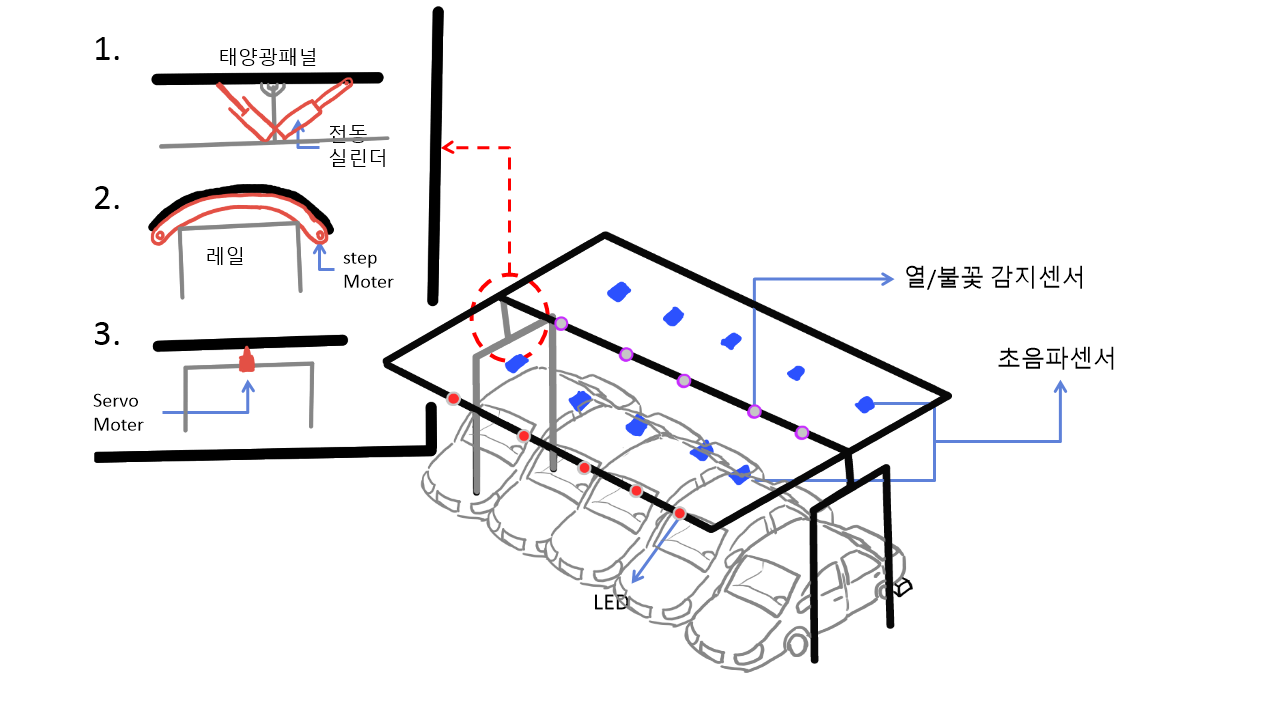 1.
태양광패널
전동
실린더
2.
레일
step
Moter
3.
Servo
Moter
열/불꽃 감지센서
초음파센서
LED